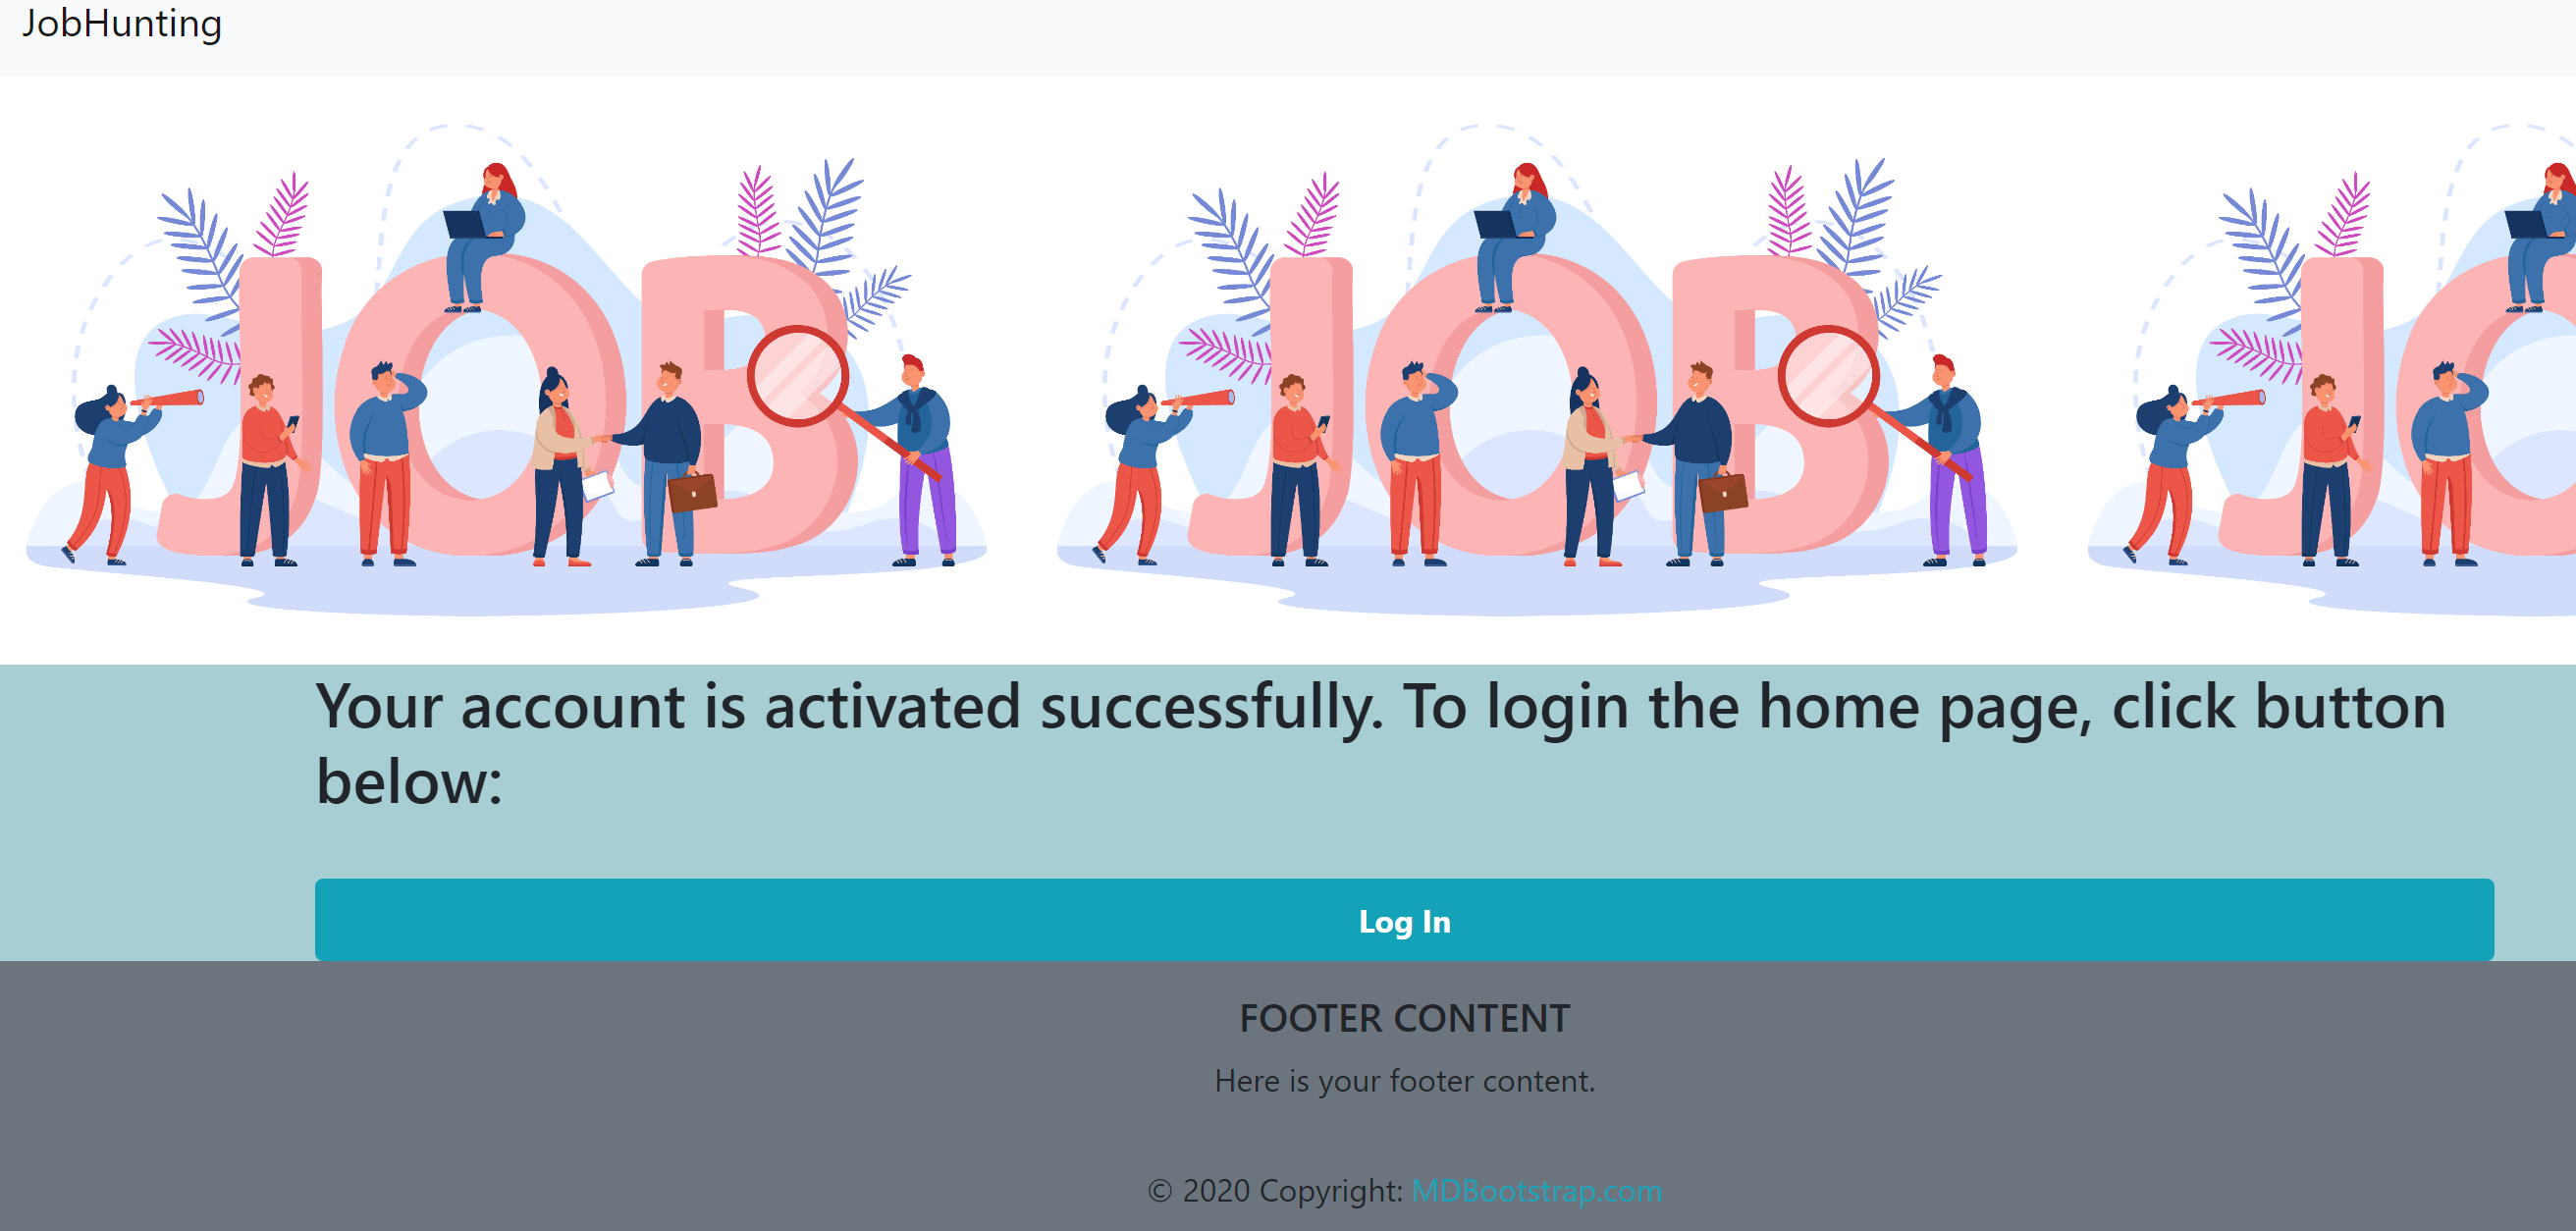 JobHunting
JOB JOB JO
Your account is activated successfully. To login the home page, click button
below:
Log In
FOOTER CONTENT
Here is your footer content.
© 2020 Copyright: MDBootstrap.com